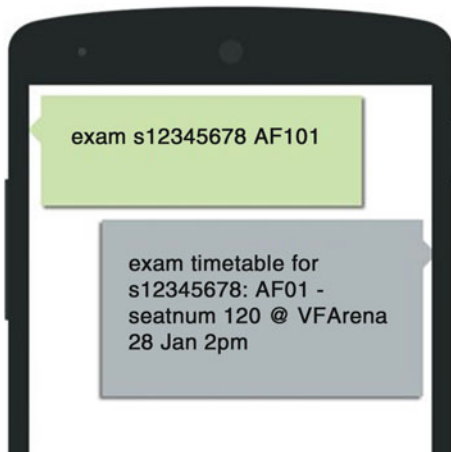 exam s12345678 AF101
exam timetable for
s12345678: AF01 -
seatnum 120 @ VFArena
28 Jan 2pm